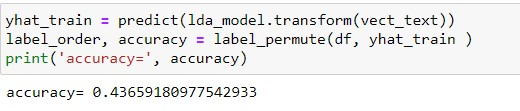 yhat_train = predict(lda_model.transform(vect_text))
label_order, accuracy = label_permute(df, yhat_train )
print('accuracy=', accuracy)
accuracy= 0.43659180977542933